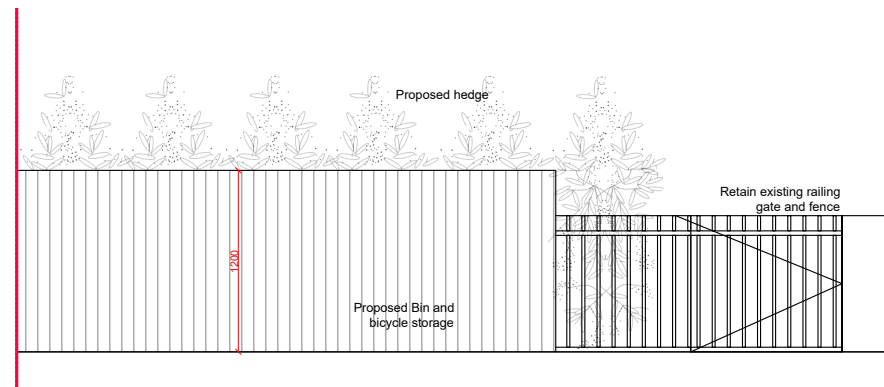 Proposed hedge
Retain existing railing
gate and fence
1200
Proposed Bin and
bicycle storage